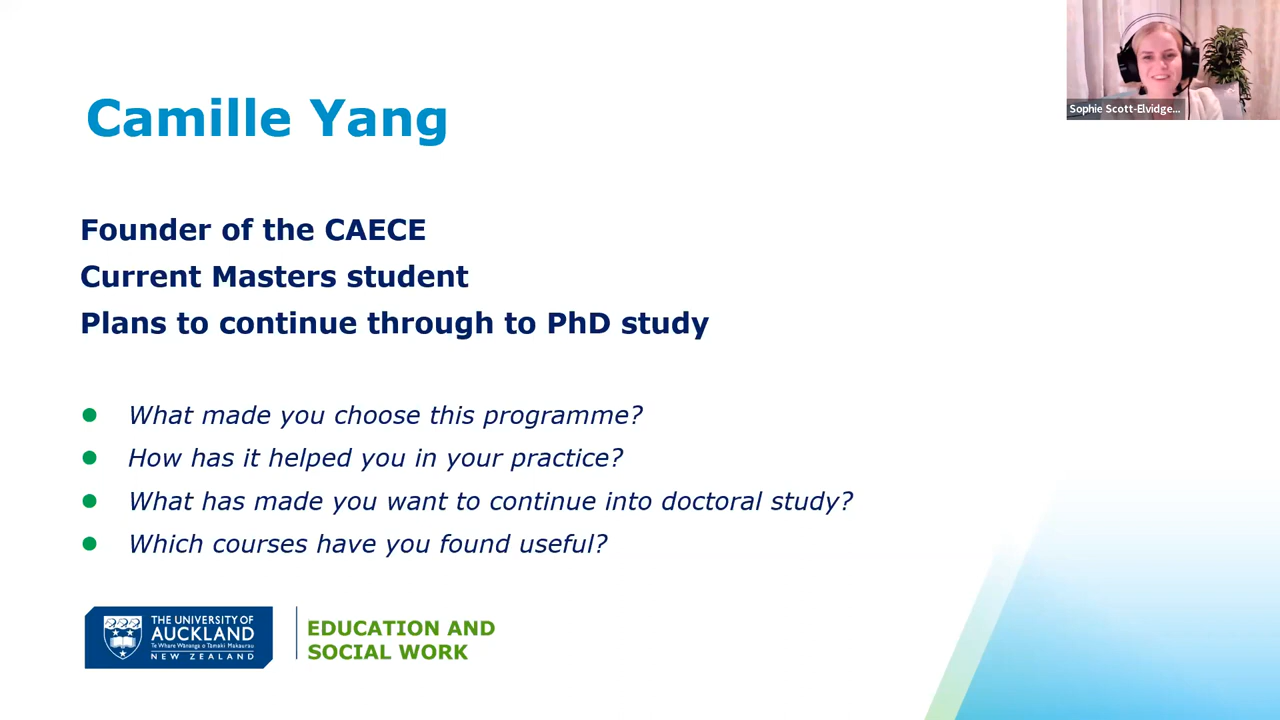 Camille Yang
Sophie Scott-Elvidge...
Founder of the CAECE
Current Masters student
Plans to continue through to PhD study
What made you choose this programme?
How has it helped you in your practice?
What has made you want to continue into doctoral study?
Which courses have you found useful?
THE UNIVERSITY OF
AUCKLAND
Te Whare Wānanga o Tāmaki Makaurau
NEW ZEALAND
EDUCATION AND
SOCIAL WORK